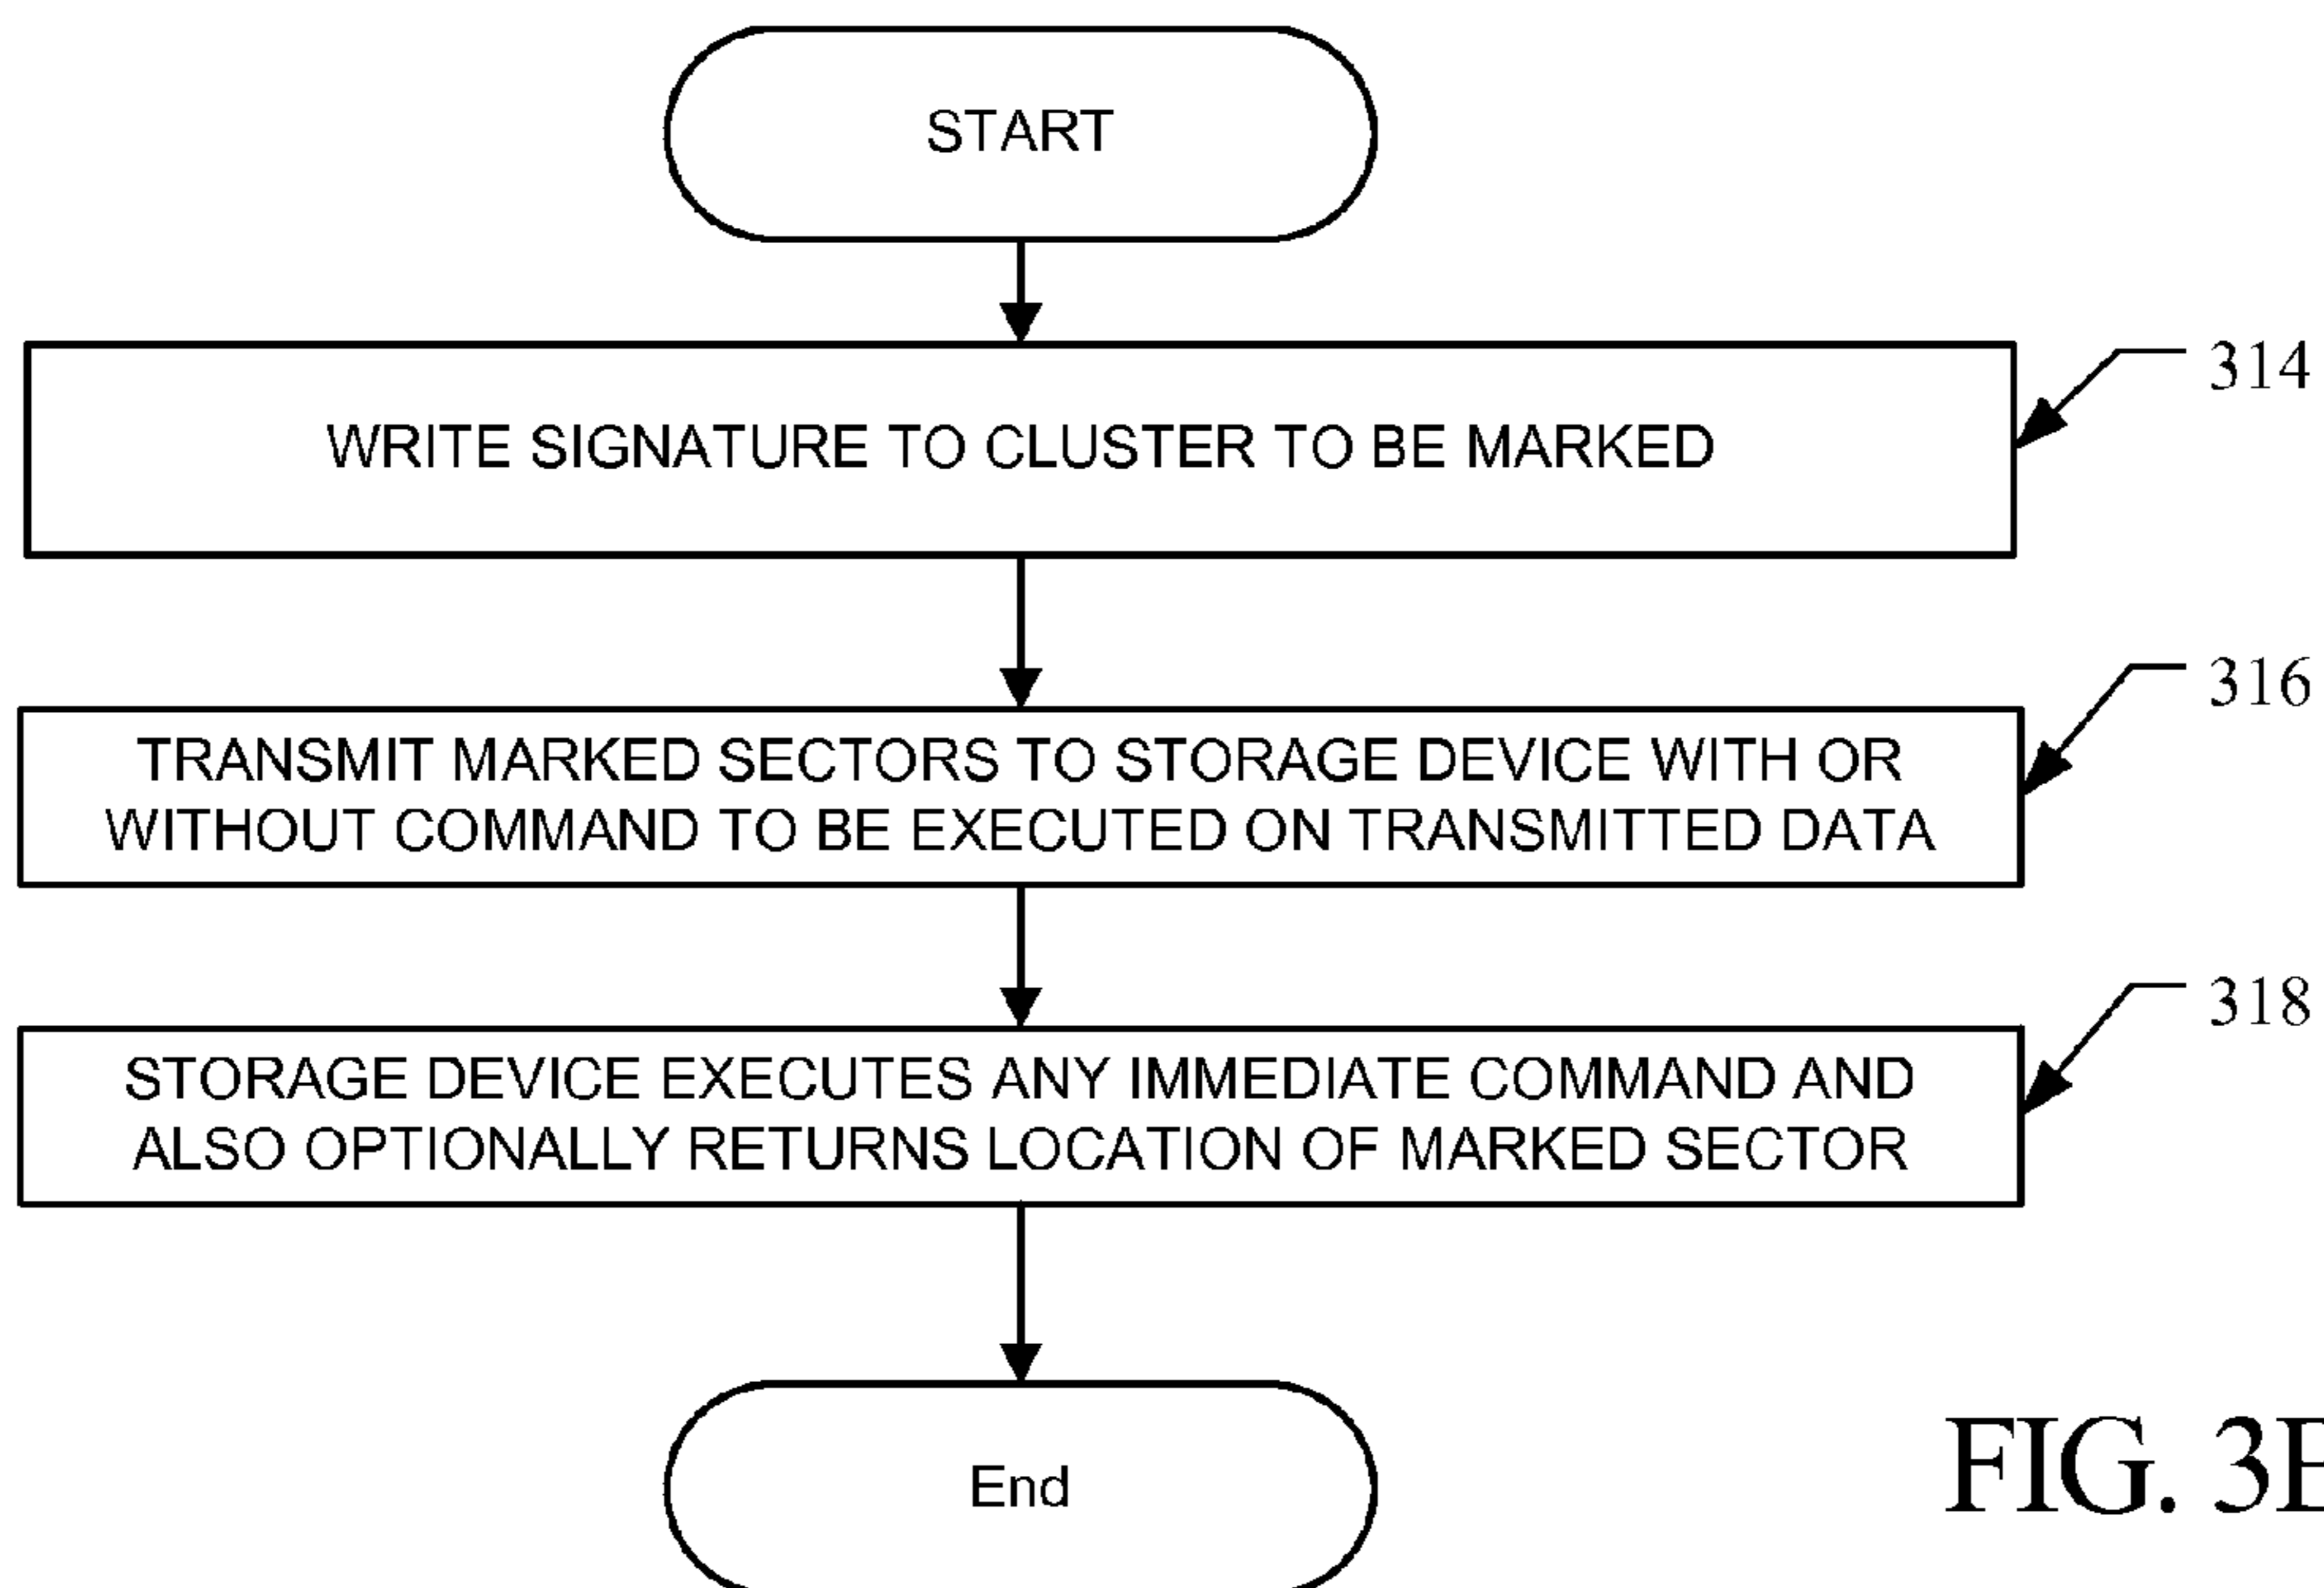 START
WRITE SIGNATURE TO CLUSTER TO BE MARKED
314
TRANSMIT MARKED SECTORS TO STORAGE DEVICE WITH OR
WITHOUT COMMAND TO BE EXECUTED ON TRANSMITTED DATA
316
STORAGE DEVICE EXECUTES ANY IMMEDIATE COMMAND AND
ALSO OPTIONALLY RETURNS LOCATION OF MARKED SECTOR
318
End
FIG.